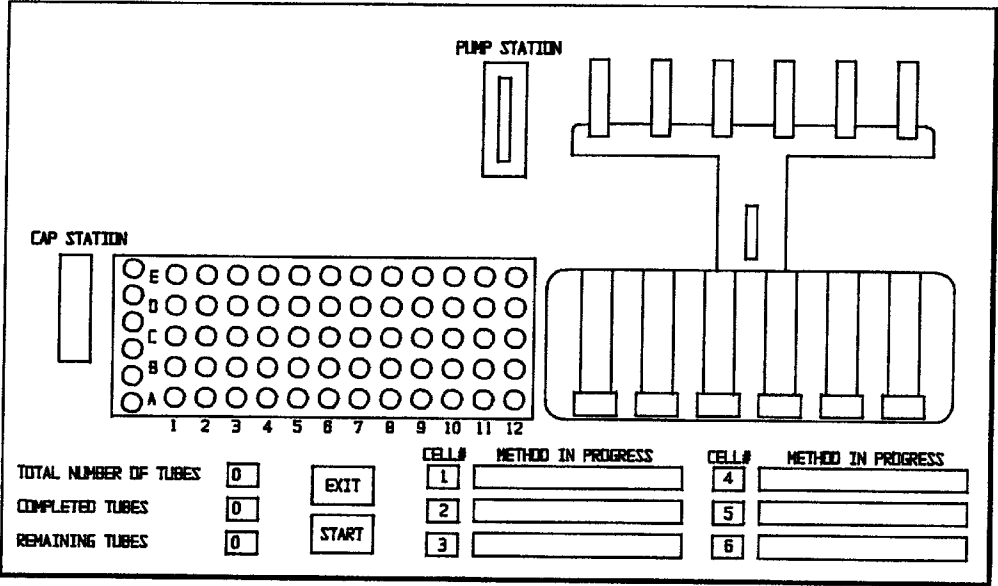 PUMP STATION
CAP STATION
E
D
C
B
A
1 2 3 4 5 6 7 8 9 10 11 12
CELL# METHOD IN PROGRESS CELL# METHOD IN PROGRESS
TOTAL NUMBER OF TUBES 0 EXIT 1 4
COMPLETED TUBES 0 2 5
REMAINING TUBES 0 START 3 6